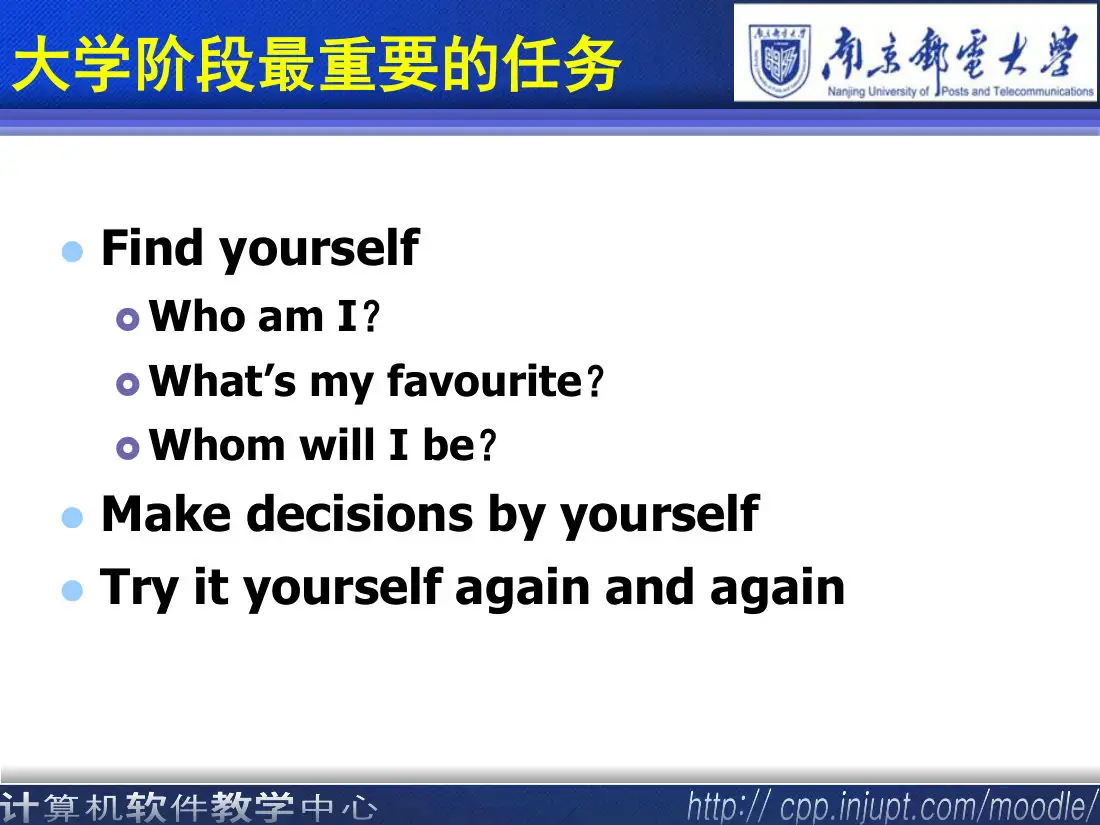 大学阶段最重要的任务
南京郵電大學
Nanjing University of Posts and Telecommunications
Find yourself
Who am I？
What’s my favourite？
Whom will I be？
Make decisions by yourself
Try it yourself again and again
计算机软件教学中心
http:// cpp.injupt.com/moodle/